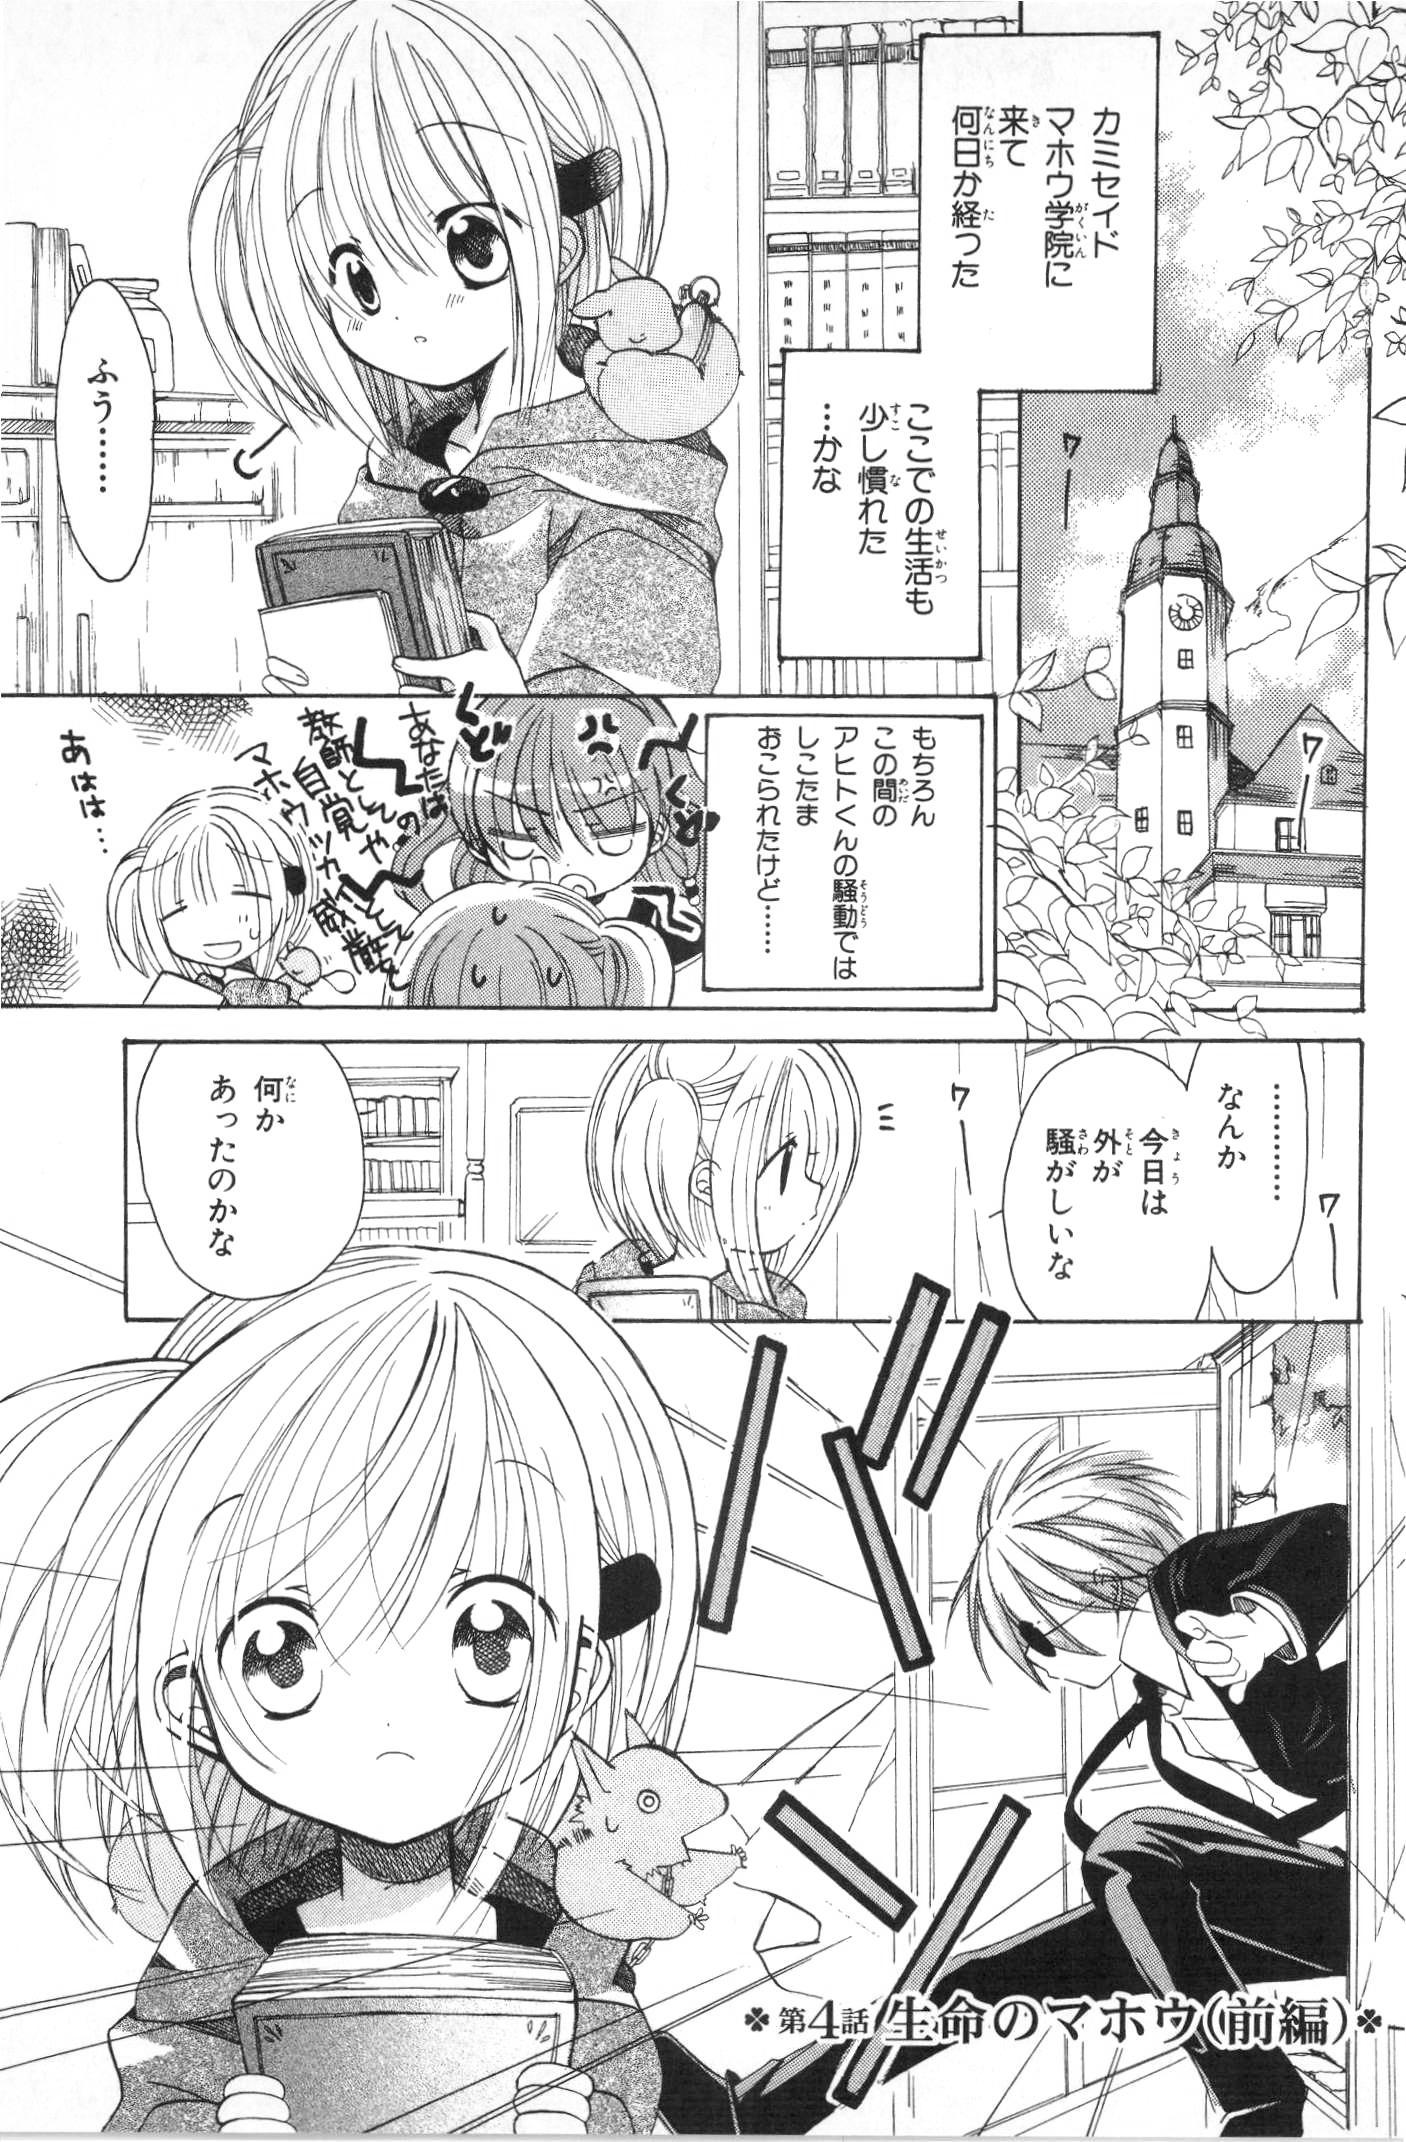 カミセイド
マホウ学院に
来て
何日か経った
ここでの生活も
少し慣れた
…かな
ワー
ワー
ふう……
もちろん
この間の
アヒトくんの騒動では
しこたま
おこられたけど……
くど
くど
あなたは
教師としての
自覚や
マホウツカイとして
威厳を
あはは…
…………
なんか
今日は
外が
騒がしいな
ワー
ワー
何か
あったのかな
バン
第4話 生命のマホウ(前編)